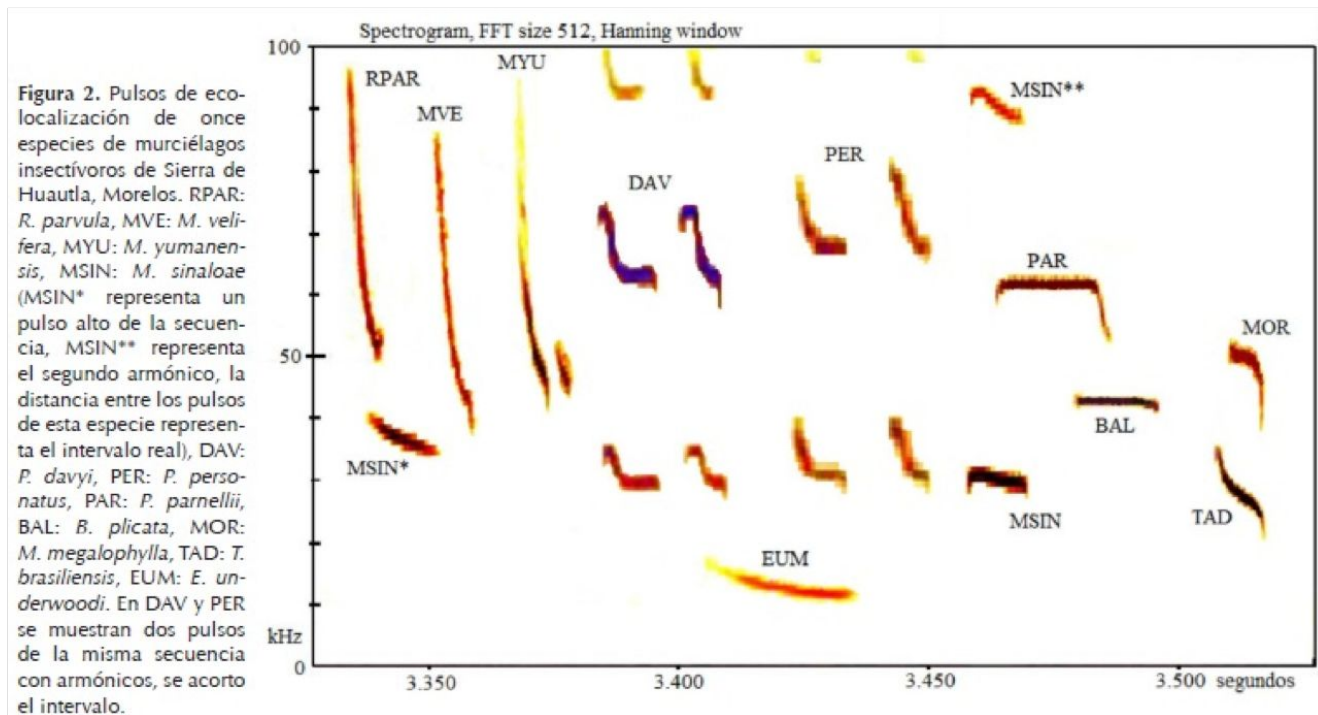 Figura 2. Pulsos de eco-
localización de once
especies de murciélagos
insectívoros de Sierra de
Huautla, Morelos. RPAR:
R. parvula, MVE: M. veli-
fera, MYU: M. yumanen-
sis, MSIN: M. sinaloae
(MSIN* representa un
pulso alto de la secuen-
cia, MSIN** representa
el segundo armónico, la
distancia entre los pulsos
de esta especie represen-
ta el intervalo real), DAV:
P. davyi, PER: P. perso-
natus, PAR: P. parnellii,
BAL: B. plicata, MOR:
M. megalophylla, TAD: T.
brasiliensis, EUM: E. un-
derwoodi. En DAV y PER
se muestran dos pulsos
de la misma secuencia
con armónicos, se acorto
el intervalo.
Spectrogram, FFT size 512, Hanning window
100
RPAR
MYU
MVE
MSIN**
DAV
PER
PAR
50
MOR
BAL
MSIN*
MSIN
TAD
EUM
kHz
0
3.350
3.400
3.450
3.500 segundos